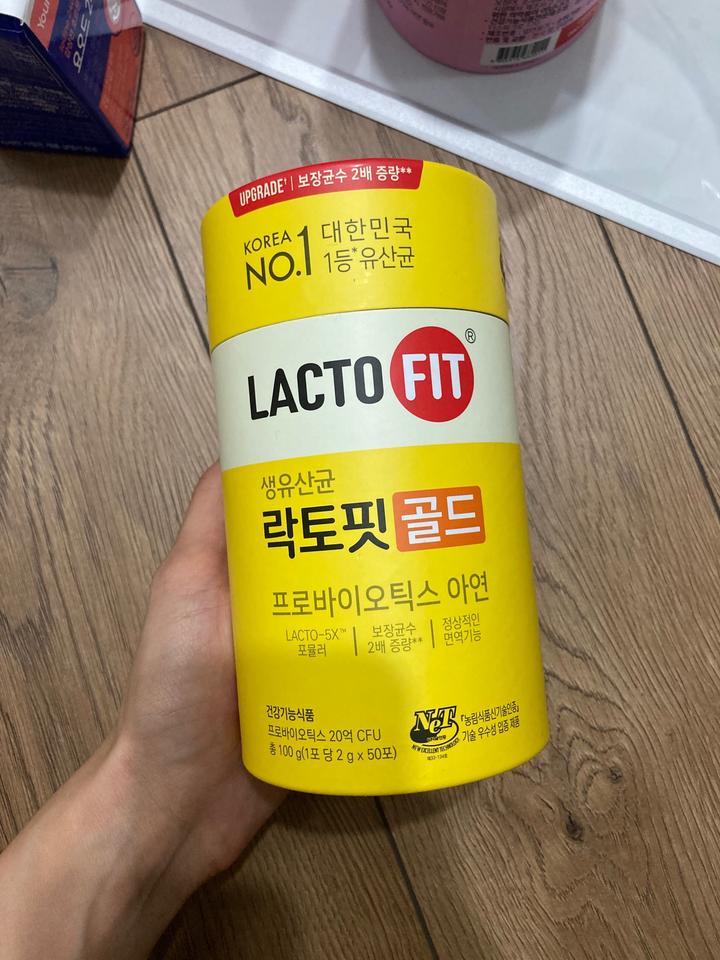 UPGRADE† | 보장균수 2배 증량**
KOREA
NO.1
대한민국
1등*유산균
LACTO FIT®
생유산균
락토핏 골드
프로바이오틱스 아연
LACTO-5X™
포뮬러
보장균수
2배 증량**
정상적인
면역기능
건강기능식품
프로바이오틱스 20억 CFU
총 100 g(1포 당 2 g x 50포)
NeT
NEW EXCELLENT TECHNOLOGY
『농림식품신기술인증』
기술 우수성 입증 제품